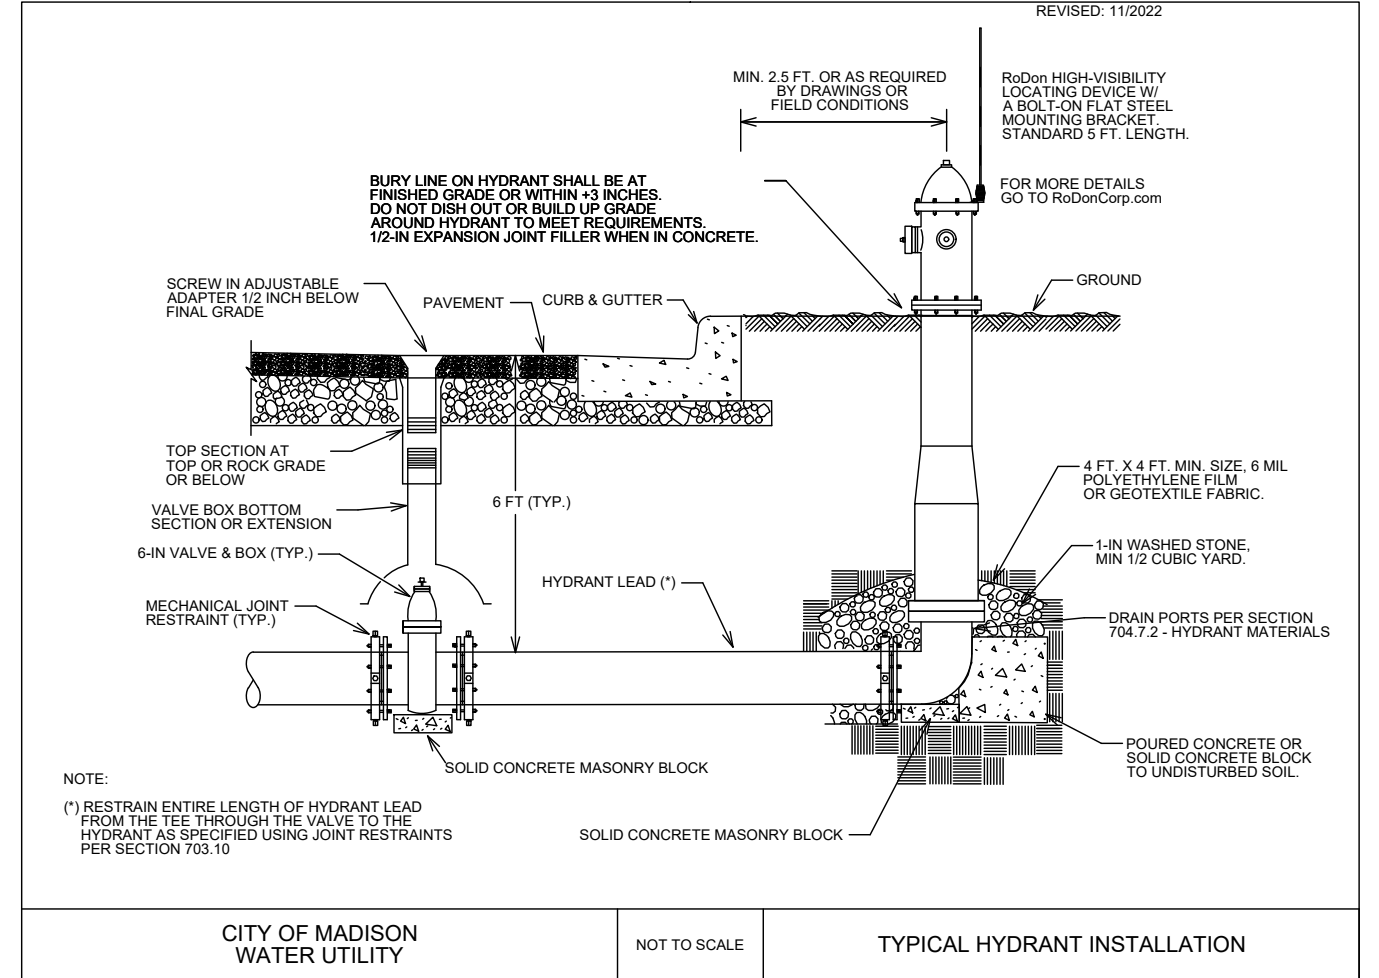 REVISED: 11/2022
MIN. 2.5 FT. OR AS REQUIRED
BY DRAWINGS OR
FIELD CONDITIONS
RoDon HIGH-VISIBILITY
LOCATING DEVICE W/
A BOLT-ON FLAT STEEL
MOUNTING BRACKET.
STANDARD 5 FT. LENGTH.
FOR MORE DETAILS
GO TO RoDonCorp.com
BURY LINE ON HYDRANT SHALL BE AT
FINISHED GRADE OR WITHIN +3 INCHES.
DO NOT DISH OUT OR BUILD UP GRADE
AROUND HYDRANT TO MEET REQUIREMENTS.
1/2-IN EXPANSION JOINT FILLER WHEN IN CONCRETE.
SCREW IN ADJUSTABLE
ADAPTER 1/2 INCH BELOW
FINAL GRADE
PAVEMENT
CURB & GUTTER
GROUND
TOP SECTION AT
TOP OR ROCK GRADE
OR BELOW
VALVE BOX BOTTOM
SECTION OR EXTENSION
6-IN VALVE & BOX (TYP.)
MECHANICAL JOINT
RESTRAINT (TYP.)
6 FT (TYP.)
HYDRANT LEAD (*)
4 FT. X 4 FT. MIN. SIZE, 6 MIL
POLYETHYLENE FILM
OR GEOTEXTILE FABRIC.
1-IN WASHED STONE,
MIN 1/2 CUBIC YARD.
DRAIN PORTS PER SECTION
704.7.2 - HYDRANT MATERIALS
POURED CONCRETE OR
SOLID CONCRETE BLOCK
TO UNDISTURBED SOIL.
SOLID CONCRETE MASONRY BLOCK
SOLID CONCRETE MASONRY BLOCK
NOTE:
(*) RESTRAIN ENTIRE LENGTH OF HYDRANT LEAD
FROM THE TEE THROUGH THE VALVE TO THE
HYDRANT AS SPECIFIED USING JOINT RESTRAINTS
PER SECTION 703.10
CITY OF MADISON
WATER UTILITY
NOT TO SCALE
TYPICAL HYDRANT INSTALLATION